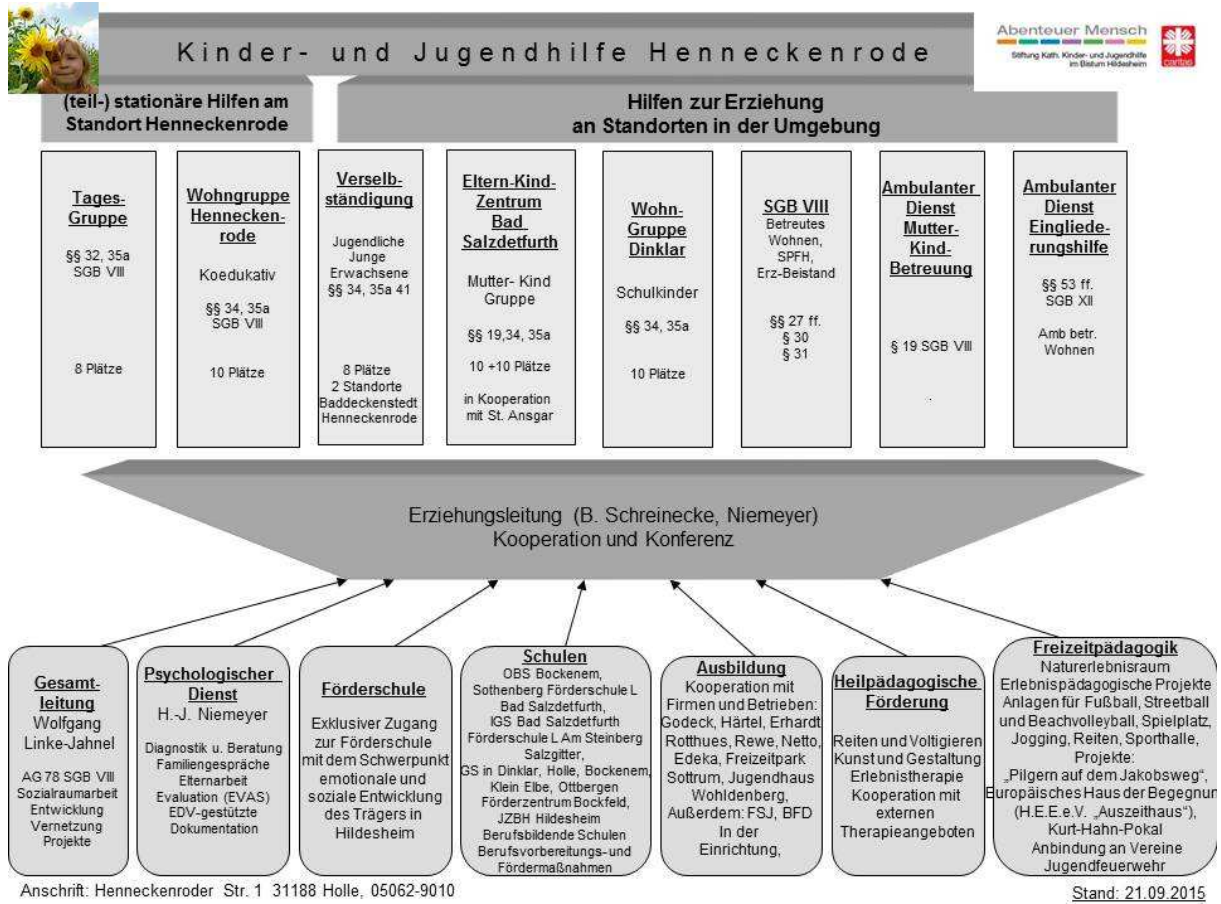 Kinder- und Jugendhilfe Henneckenrode
Abenteuer Mensch
Stiftung Kath. Kinder- und Jugendhilfe
im Bistum Hildesheim
caritas
(teil-) stationäre Hilfen am
Standort Henneckenrode
Hilfen zur Erziehung
an Standorten in der Umgebung
Tages-
Gruppe
§§ 32, 35a
SGB VIII
8 Plätze
Wohngruppe
Hennecken-
rode
Koedukativ
§§ 34, 35a
SGB VIII
10 Plätze
Verselb-
ständigung
Jugendliche
Junge
Erwachsene
§§ 34, 35a 41
8 Plätze
2 Standorte
Baddeckenstedt
Henneckenrode
Eltern-Kind-
Zentrum
Bad
Salzdetfurth
Mutter- Kind
Gruppe
§§ 19,34, 35a
10 +10 Plätze
in Kooperation
mit St. Ansgar
Wohn-
Gruppe
Dinklar
Schulkinder
§§ 34, 35a
10 Plätze
SGB VIII
Betreutes
Wohnen,
SPFH,
Erz-Beistand
§§ 27 ff.
§ 30
§ 31
Ambulanter
Dienst
Mutter-
Kind-
Betreuung
§ 19 SGB VIII
.
Ambulanter
Dienst
Eingliede-
rungshilfe
§§ 53 ff.
SGB XII
Amb betr.
Wohnen
Erziehungsleitung (B. Schreinecke, Niemeyer)
Kooperation und Konferenz
Gesamt-
leitung
Wolfgang
Linke-Jahnel
AG 78 SGB VIII
Sozialraumarbeit
Entwicklung
Vernetzung
Projekte
Psychologischer
Dienst
H.-J. Niemeyer
Diagnostik u. Beratung
Familiengespräche
Elternarbeit
Evaluation (EVAS)
EDV-gestützte
Dokumentation
Förderschule
Exklusiver Zugang
zur Förderschule
mit dem Schwerpunkt
emotionale und
soziale Entwicklung
des Trägers in
Hildesheim
Schulen
OBS Bockenem,
Sothenberg Förderschule L
Bad Salzdetfurth,
IGS Bad Salzdetfurth
Förderschule L Am Steinberg
Salzgitter,
GS in Dinklar, Holle, Bockenem,
Klein Elbe, Ottbergen
Förderzentrum Bockfeld,
JZBH Hildesheim
Berufsbildende Schulen
Berufsvorbereitungs- und
Fördermaßnahmen
Ausbildung
Kooperation mit
Firmen und Betrieben:
Godeck, Härtel, Erhardt
Rotthues, Rewe, Netto,
Edeka, Freizeitpark
Sottrum, Jugendhaus
Wohldenberg,
Außerdem: FSJ, BFD
In der
Einrichtung,
Heilpädagogische
Förderung
Reiten und Voltigieren
Kunst und Gestaltung
Erlebnistherapie
Kooperation mit
externen
Therapieangeboten
Freizeitpädagogik
Naturerlebnisraum
Erlebnispädagogische Projekte
Anlagen für Fußball, Streetball
und Beachvolleyball, Spielplatz,
Jogging, Reiten, Sporthalle,
Projekte:
„Pilgern auf dem Jakobsweg",
Europäisches Haus der Begegnun
(H.E.E.e.V. „Auszeithaus"),
Kurt-Hahn-Pokal
Anbindung an Vereine
Jugendfeuerwehr
Anschrift: Henneckenroder Str. 1 31188 Holle, 05062-9010
Stand: 21.09.2015